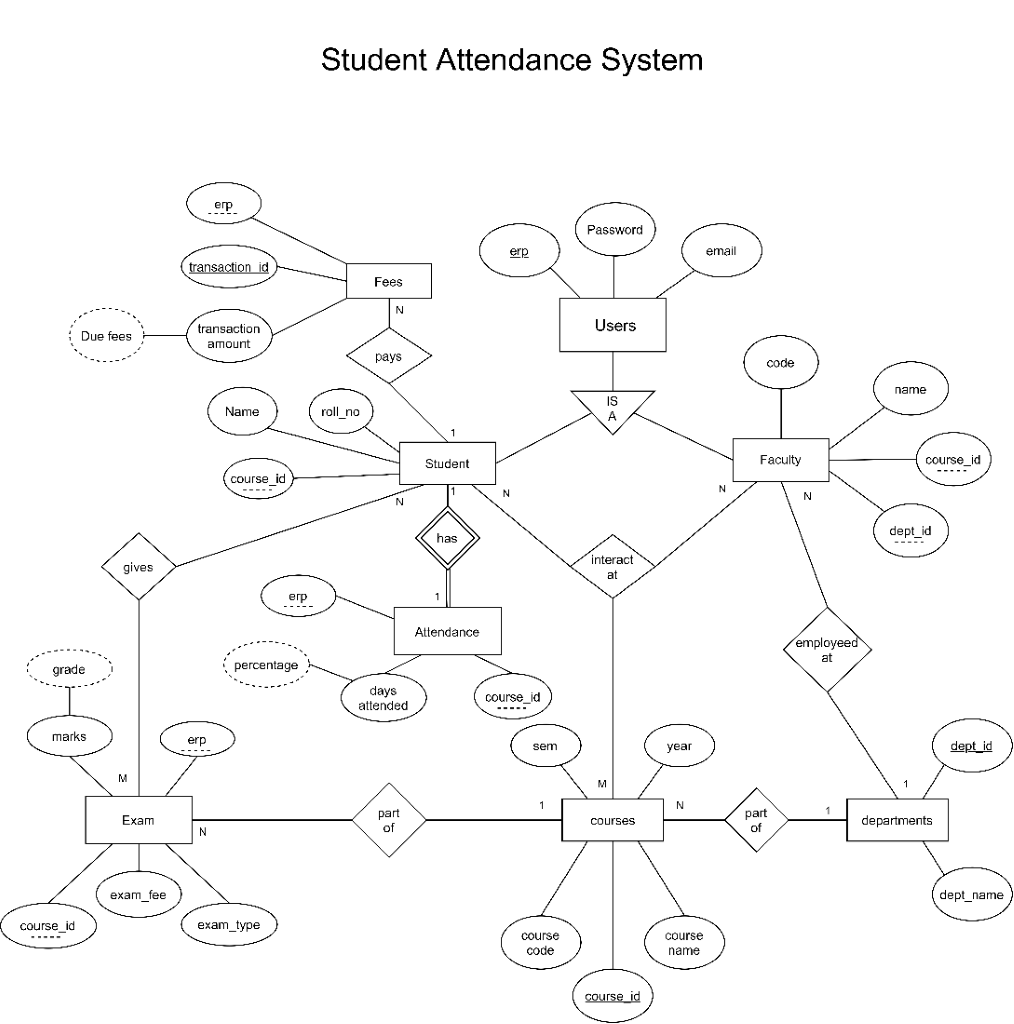 Student Attendance System
erp
Password
erp
email
transaction_id
Fees
N
Users
Due fees
transaction
amount
pays
code
IS
A
name
Name
roll_no
1
Student
Faculty
course_id
course_id
1
N
N
N
N
dept_id
has
gives
interact
at
erp
1
Attendance
employeed
at
percentage
grade
days
attended
course_id
marks
erp
sem
year
dept_id
M
M
1
Exam
N
part
of
1
courses
N
part
of
1
departments
exam_fee
dept_name
course_id
exam_type
course
code
course
name
course_id